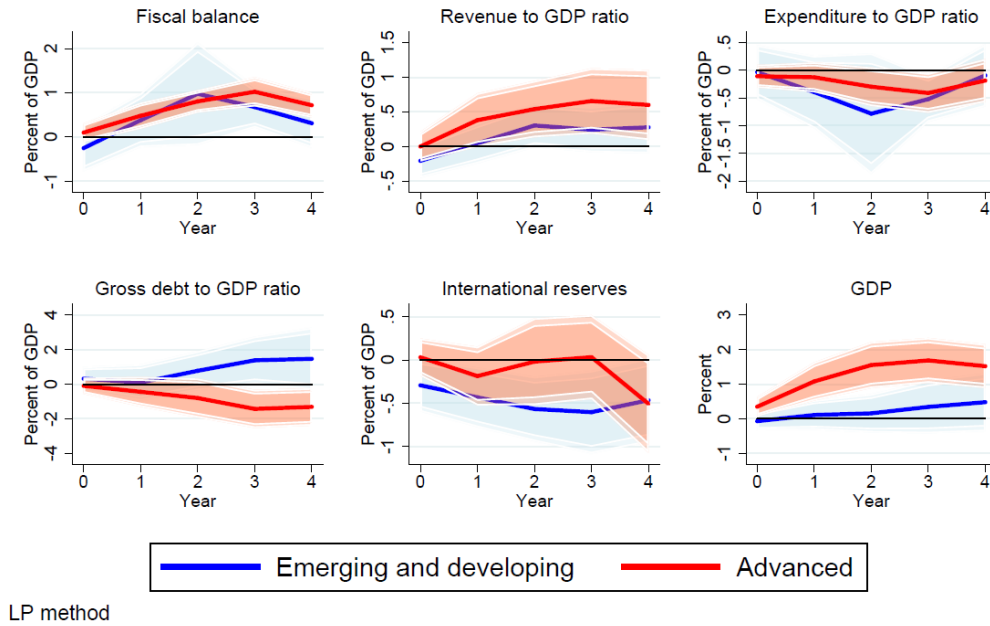 Fiscal balance
Percent of GDP
2
1
0
-1
0 1 2 3 4
Year
Revenue to GDP ratio
Percent of GDP
1.5
1
.5
0
-.5
0 1 2 3 4
Year
Expenditure to GDP ratio
Percent of GDP
.5
0
-.5
-1
-1.5
-2
0 1 2 3 4
Year
Gross debt to GDP ratio
Percent of GDP
4
2
0
-2
-4
0 1 2 3 4
Year
International reserves
Percent of GDP
.5
0
-.5
-1
0 1 2 3 4
Year
GDP
Percent
3
2
1
0
-1
0 1 2 3 4
Year
Emerging and developing
Advanced
LP method